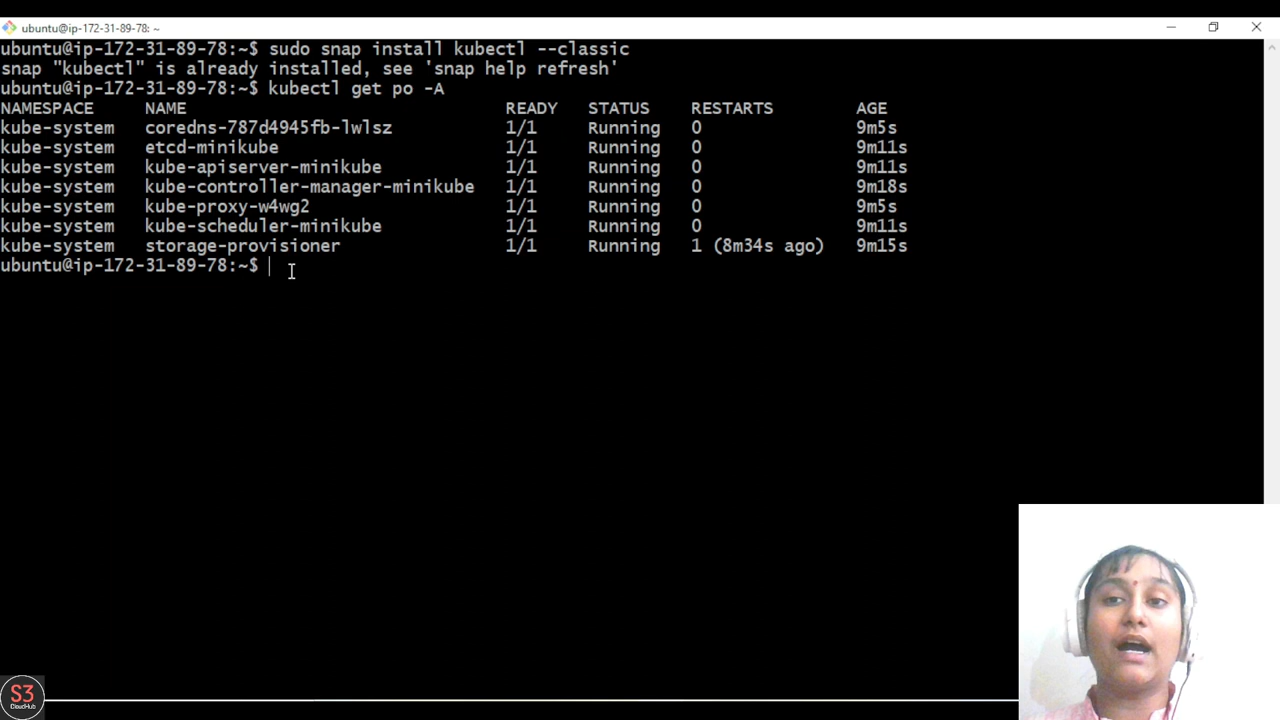 ubuntu@ip-172-31-89-78: ~
ubuntu@ip-172-31-89-78:~$ sudo snap install kubectl --classic
snap "kubectl" is already installed, see 'snap help refresh'
ubuntu@ip-172-31-89-78:~$ kubectl get po -A
NAMESPACE NAME READY STATUS RESTARTS AGE
kube-system coredns-787d4945fb-lwlsz 1/1 Running 0 9m5s
kube-system etcd-minikube 1/1 Running 0 9m11s
kube-system kube-apiserver-minikube 1/1 Running 0 9m11s
kube-system kube-controller-manager-minikube 1/1 Running 0 9m18s
kube-system kube-proxy-w4wg2 1/1 Running 0 9m5s
kube-system kube-scheduler-minikube 1/1 Running 0 9m11s
kube-system storage-provisioner 1/1 Running 1 (8m34s ago) 9m15s
ubuntu@ip-172-31-89-78:~$
S3
CloudHub